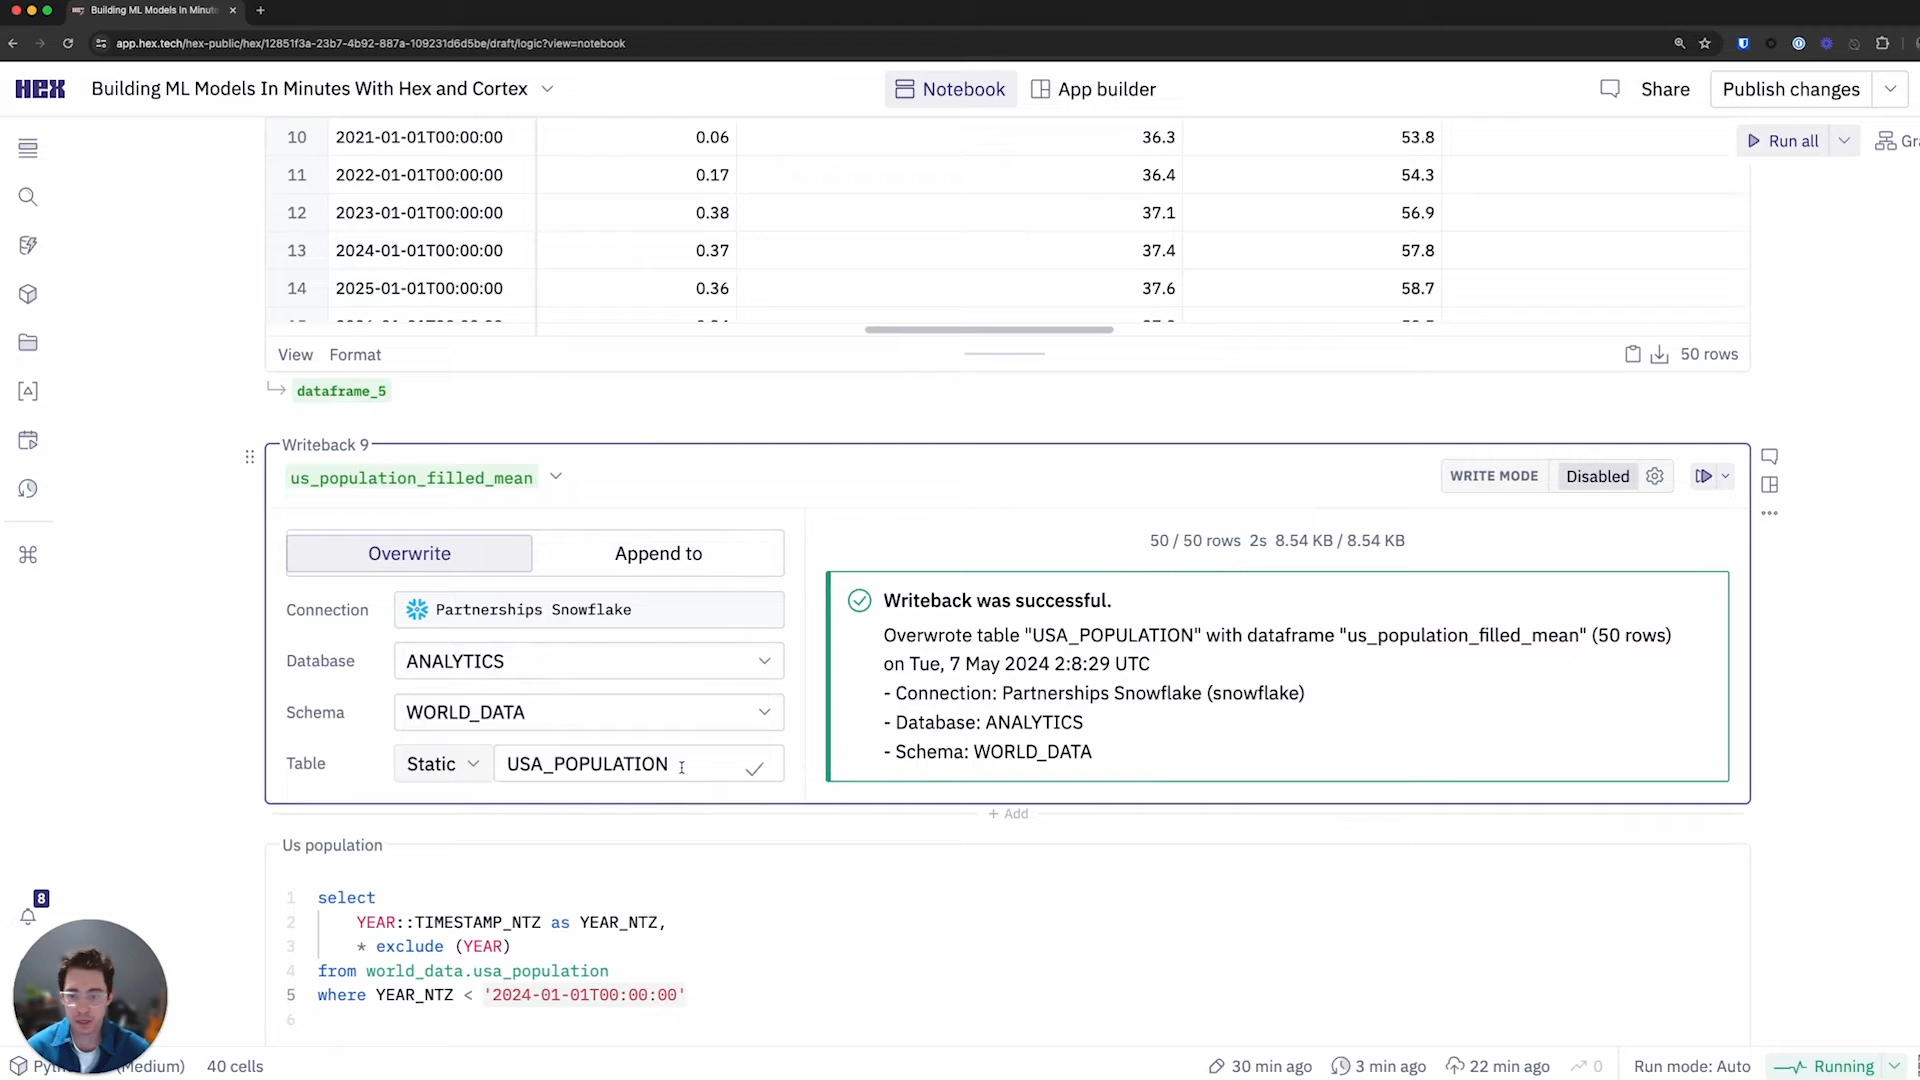 Building ML Models In Minute
app.hex.tech/hex-public/hex/12851f3a-23b7-4b92-887a-109231d6d5be/draft/logic?view=notebook
HEX Building ML Models In Minutes With Hex and Cortex
Notebook App builder
Share Publish changes
Run all Gra
10 2021-01-01T00:00:00 0.06 36.3 53.8
11 2022-01-01T00:00:00 0.17 36.4 54.3
12 2023-01-01T00:00:00 0.38 37.1 56.9
13 2024-01-01T00:00:00 0.37 37.4 57.8
14 2025-01-01T00:00:00 0.36 37.6 58.7
View Format 50 rows
dataframe_5
Writeback 9
us_population_filled_mean
WRITE MODE Disabled
Overwrite Append to
Connection Partnerships Snowflake
Database ANALYTICS
Schema WORLD_DATA
Table Static USA_POPULATION
50 / 50 rows 2s 8.54 KB / 8.54 KB
Writeback was successful.
Overwrote table "USA_POPULATION" with dataframe "us_population_filled_mean" (50 rows)
on Tue, 7 May 2024 2:8:29 UTC
- Connection: Partnerships Snowflake (snowflake)
- Database: ANALYTICS
- Schema: WORLD_DATA
+ Add
Us population
1 select
2 YEAR::TIMESTAMP_NTZ as YEAR_NTZ,
3 * exclude (YEAR)
4 from world_data.usa_population
5 where YEAR_NTZ < '2024-01-01T00:00:00'
6
8
(Medium) 40 cells
30 min ago 3 min ago 22 min ago 0 Run mode: Auto Running